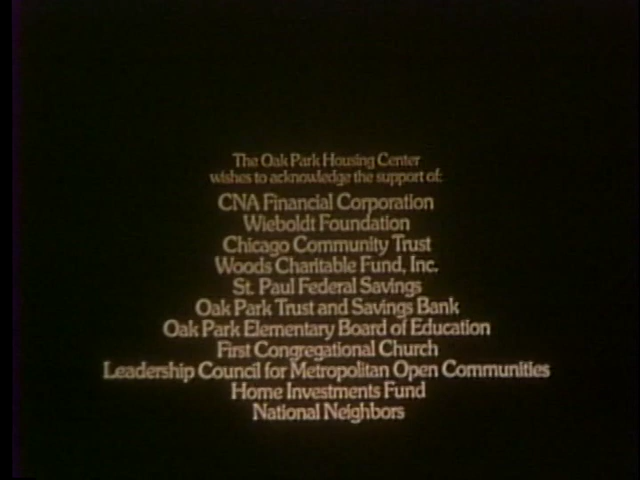 The Oak Park Housing Center
wishes to acknowledge the support of:
CNA Financial Corporation
Wieboldt Foundation
Chicago Community Trust
Woods Charitable Fund, Inc.
St. Paul Federal Savings
Oak Park Trust and Savings Bank
Oak Park Elementary Board of Education
First Congregational Church
Leadership Council for Metropolitan Open Communities
Home Investments Fund
National Neighbors